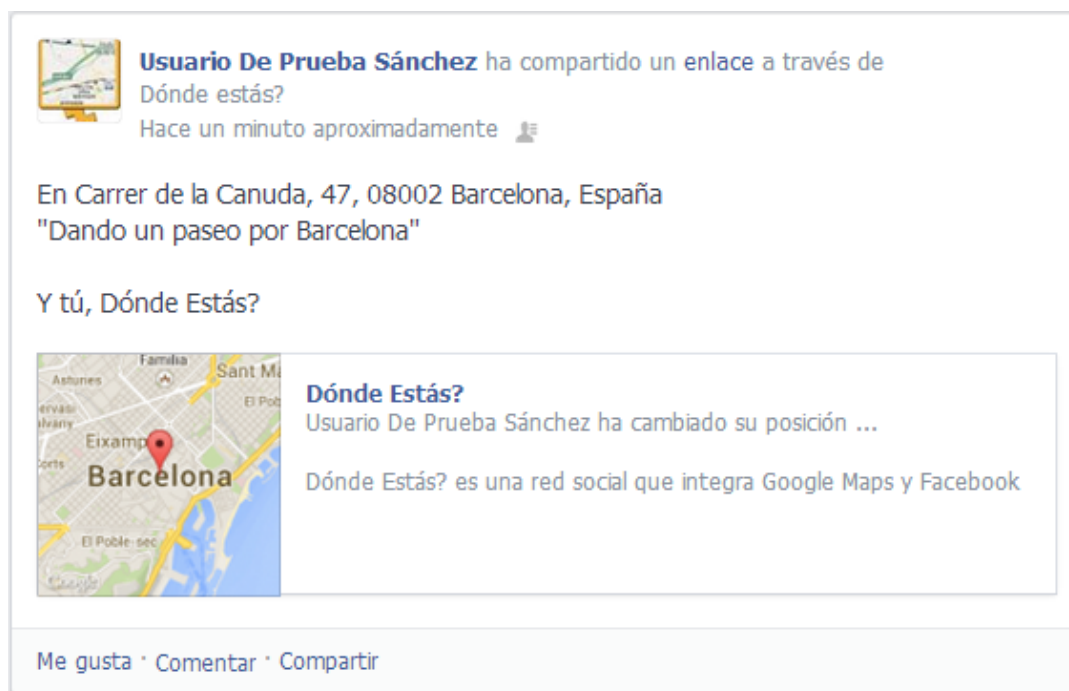 Usuario De Prueba Sánchez ha compartido un enlace a través de
Dónde estás?
Hace un minuto aproximadamente
En Carrer de la Canuda, 47, 08002 Barcelona, España
"Dando un paseo por Barcelona"
Y tú, Dónde Estás?
Familia
Sant Ma
Astunes
El Pob
Eixamp
Barcelona
El Poble-sec
Google
Dónde Estás?
Usuario De Prueba Sánchez ha cambiado su posición ...
Dónde Estás? es una red social que integra Google Maps y Facebook
Me gusta · Comentar · Compartir